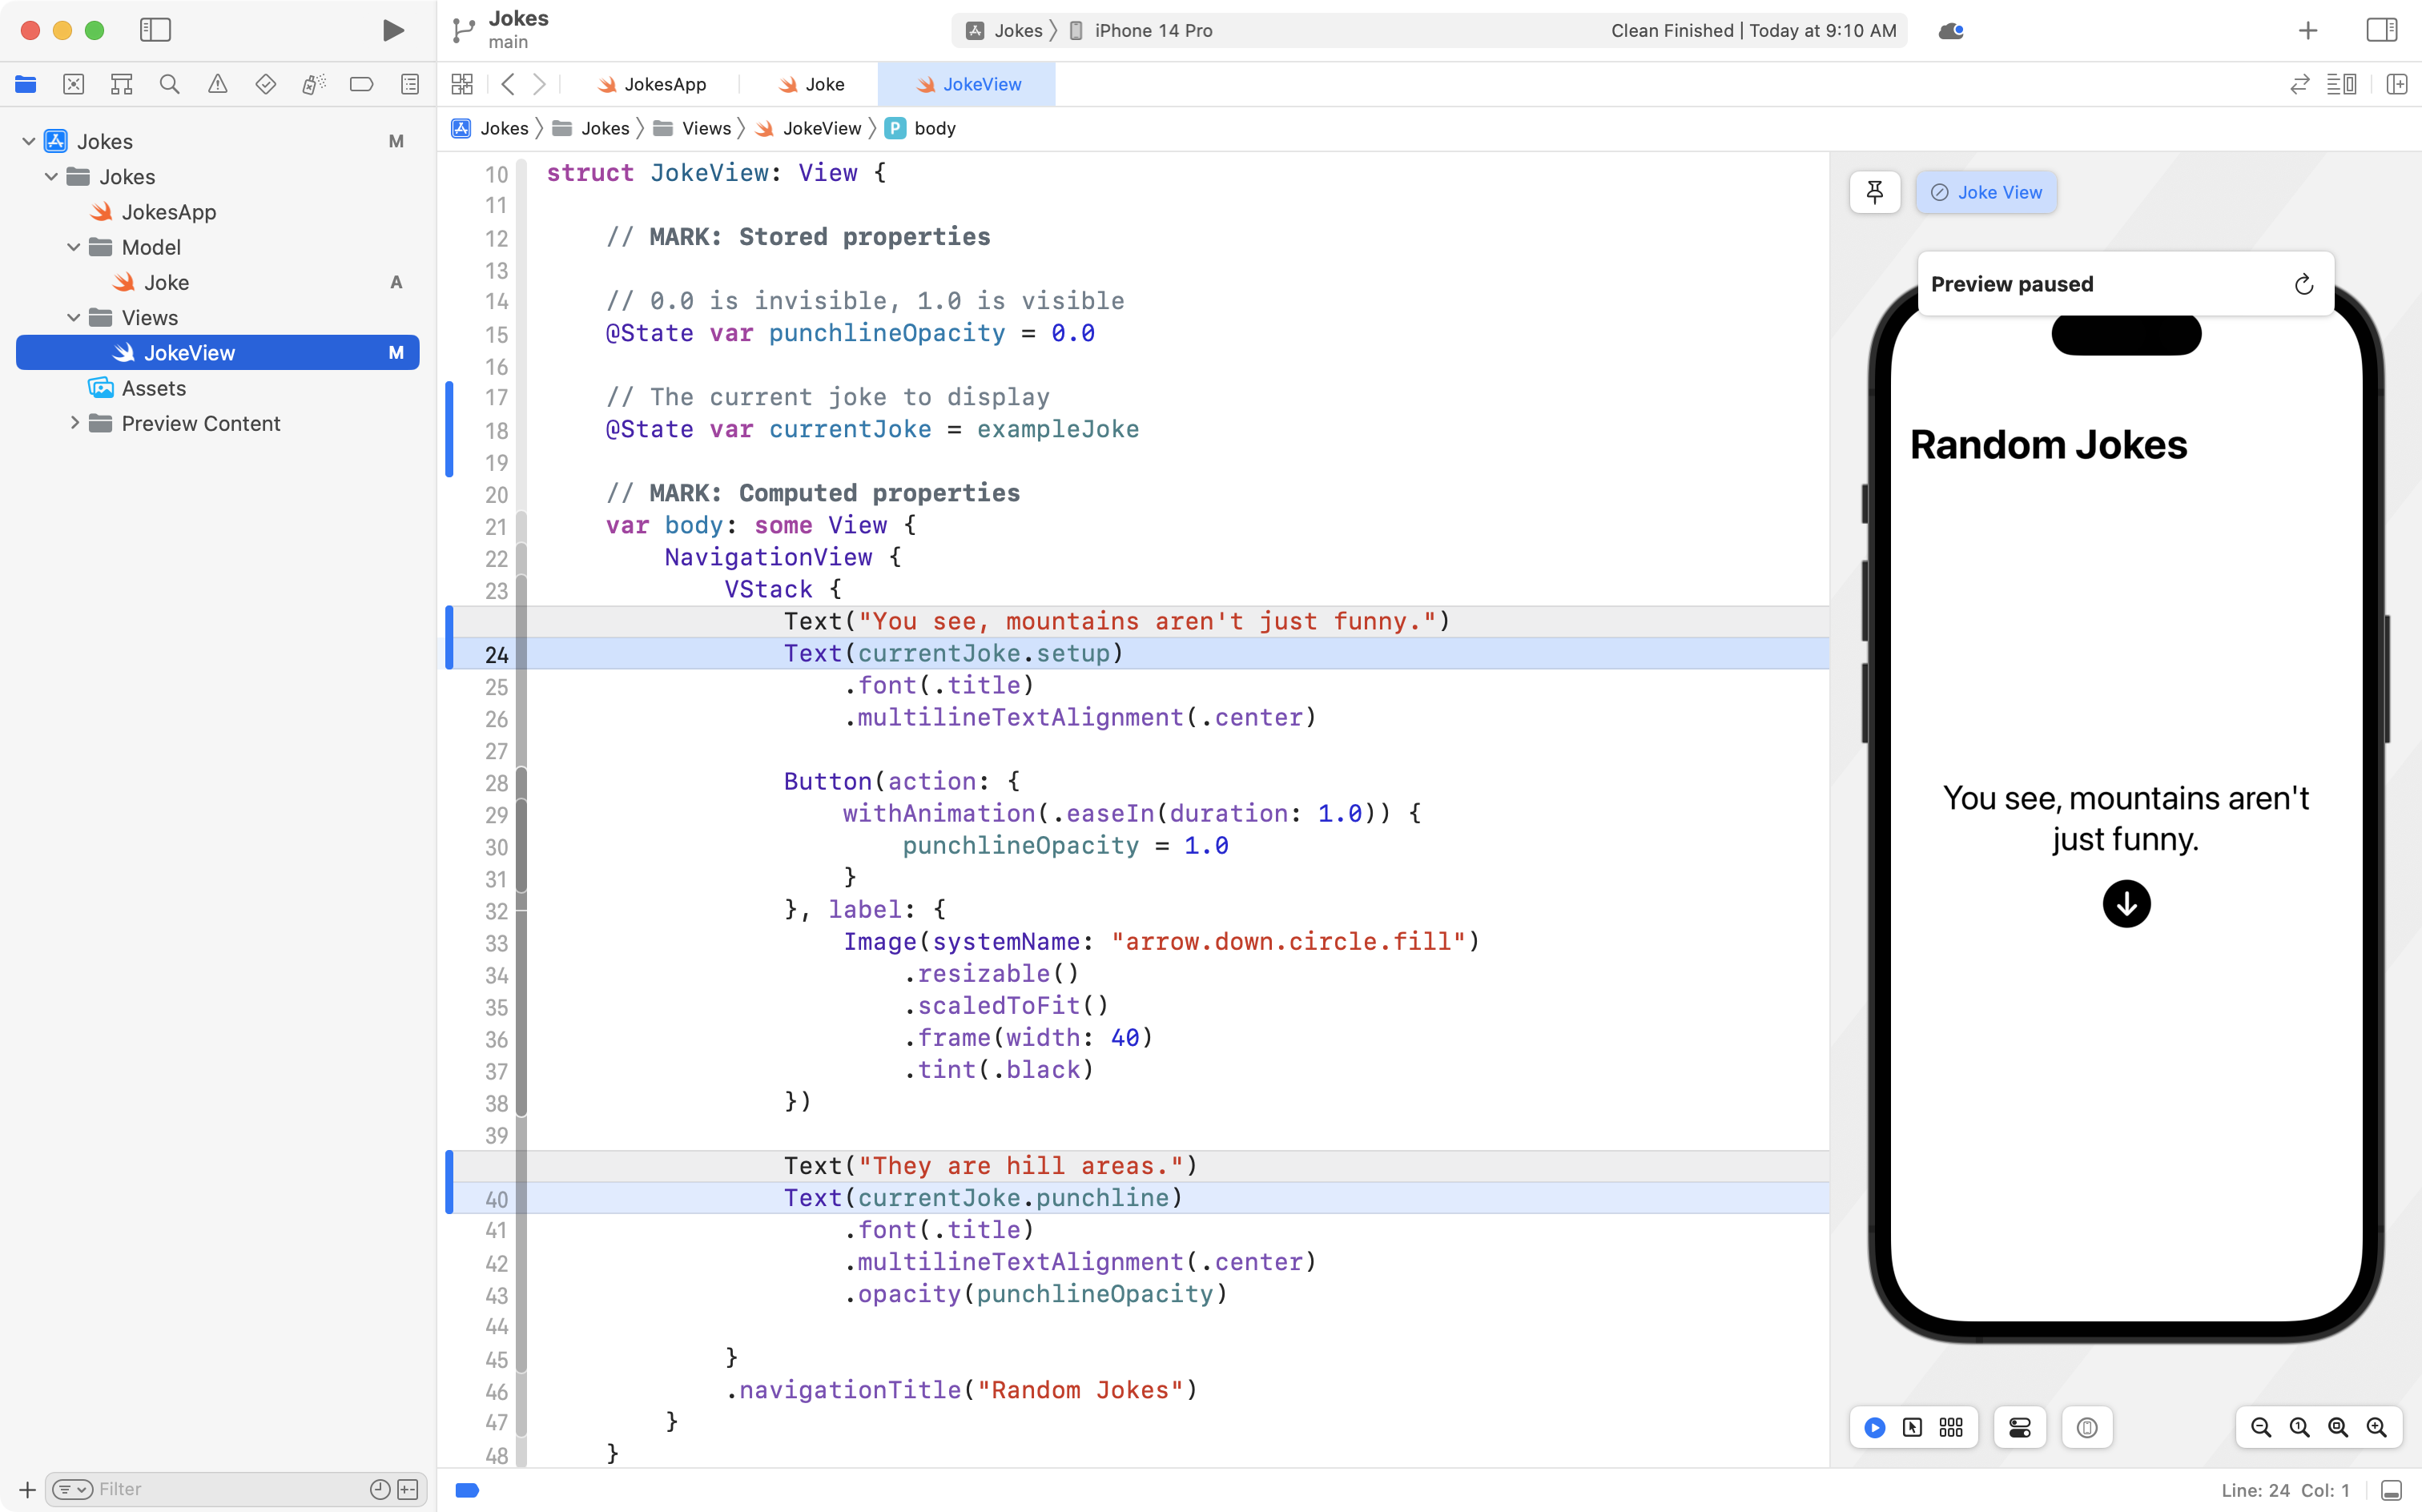 Jokes
main
Jokes
iPhone 14 Pro
Clean Finished | Today at 9:10 AM
JokesApp
Joke
JokeView
Jokes
Jokes
Views
JokeView
P
body
Jokes M
Jokes
JokesApp
Model
Joke A
Views
JokeView M
Assets
Preview Content
Filter
10 struct JokeView: View {
11
12 // MARK: Stored properties
13
14 // 0.0 is invisible, 1.0 is visible
15 @State var punchlineOpacity = 0.0
16
17 // The current joke to display
18 @State var currentJoke = exampleJoke
19
20 // MARK: Computed properties
21 var body: some View {
22 NavigationView {
23 VStack {
Text("You see, mountains aren't just funny.")
24 Text(currentJoke.setup)
25 .font(.title)
26 .multilineTextAlignment(.center)
27
28 Button(action: {
29 withAnimation(.easeIn(duration: 1.0)) {
30 punchlineOpacity = 1.0
31 }
32 }, label: {
33 Image(systemName: "arrow.down.circle.fill")
34 .resizable()
35 .scaledToFit()
36 .frame(width: 40)
37 .tint(.black)
38 })
39
Text("They are hill areas.")
40 Text(currentJoke.punchline)
41 .font(.title)
42 .multilineTextAlignment(.center)
43 .opacity(punchlineOpacity)
44
45 }
46 .navigationTitle("Random Jokes")
47 }
48 }
Joke View
Preview paused
Random Jokes
You see, mountains aren't
just funny.
Line: 24 Col: 1